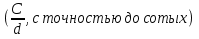 (C/d, с точностью до сотых)